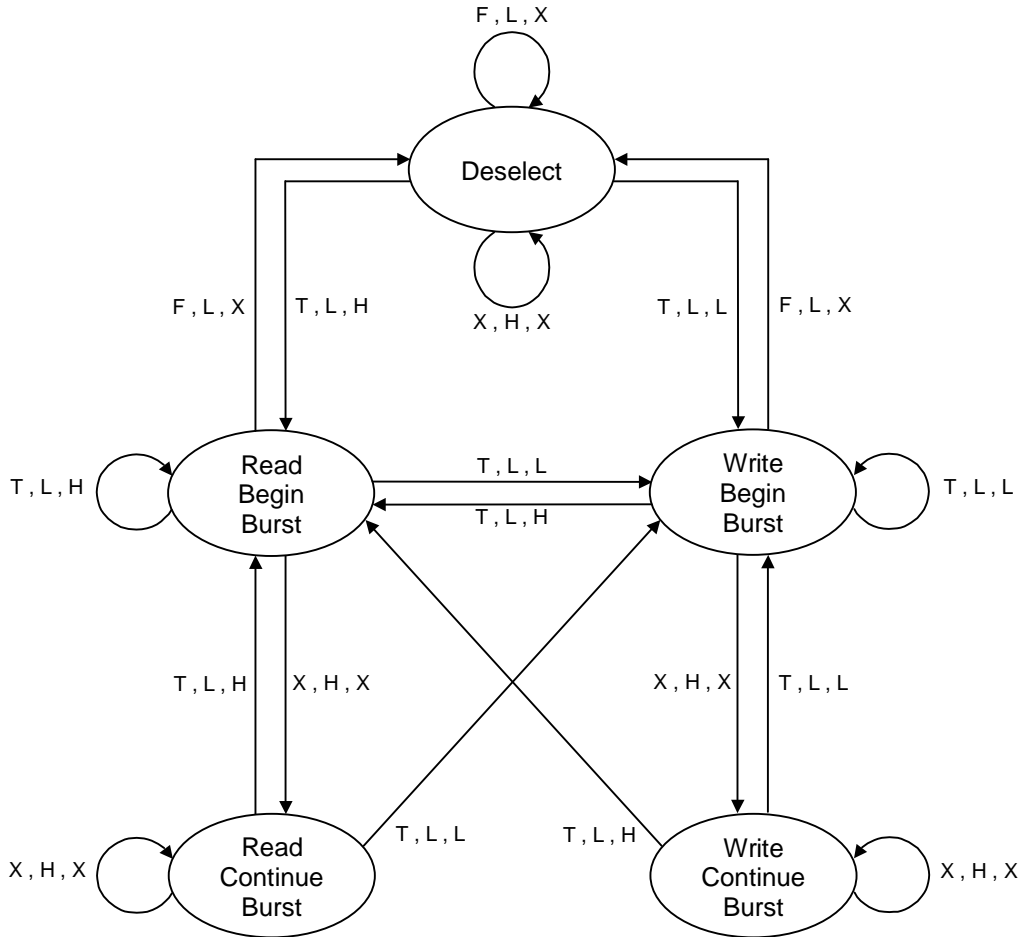 F , L , X
Deselect
X , H , X
F , L , X
T , L , H
T , L , L
F , L , X
T , L , H
Read
Begin
Burst
T , L , L
T , L , H
Write
Begin
Burst
T , L , L
T , L , H
X , H , X
X , H , X
T , L , L
T , L , L
T , L , H
X , H , X
Read
Continue
Burst
Write
Continue
Burst
X , H , X